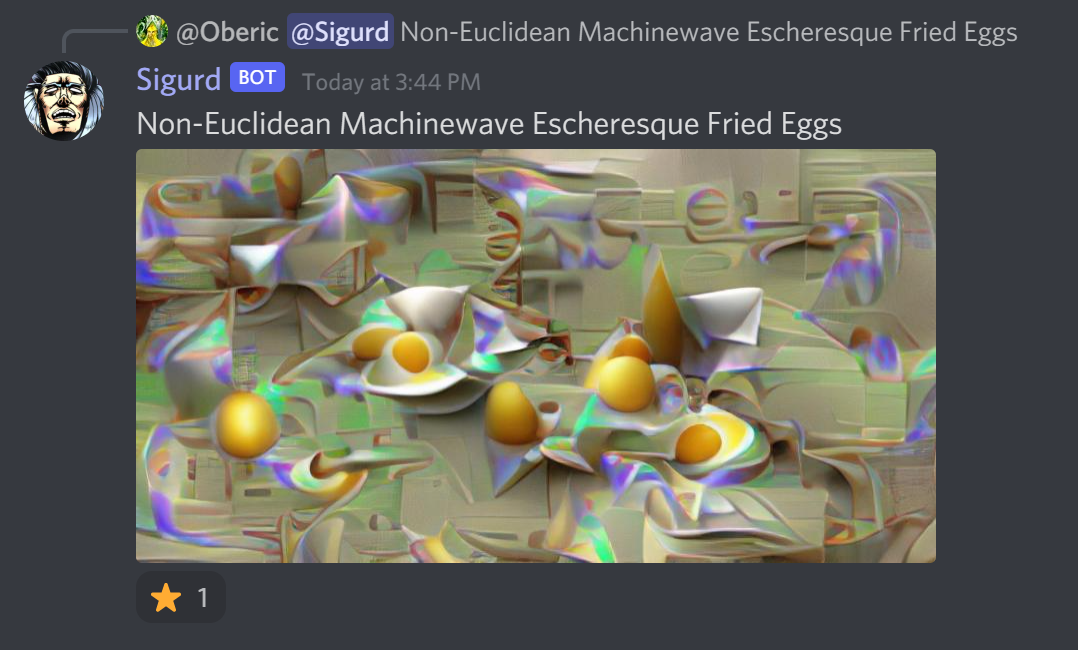 @Oberic @Sigurd Non-Euclidean Machinewave Escheresque Fried Eggs
Sigurd BOT Today at 3:44 PM
Non-Euclidean Machinewave Escheresque Fried Eggs
1